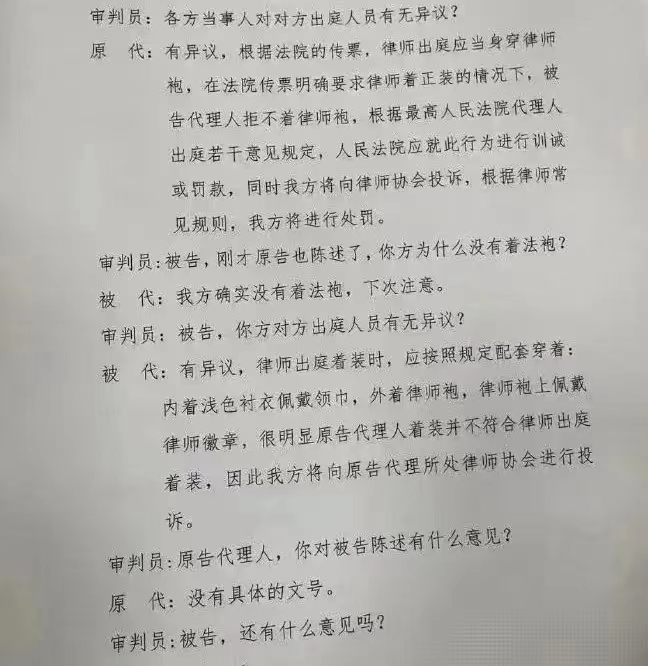 审判员：各方当事人对对方出庭人员有无异议？
原　代：有异议，根据法院的传票，律师出庭应当身穿律师
袍，在法院传票明确要求律师着正装的情况下，被
告代理人拒不着律师袍，根据最高人民法院代理人
出庭若干意见规定，人民法院应就此行为进行训诫
或罚款，同时我方将向律师协会投诉，根据律师常
见规则，我方将进行处罚。
审判员：被告，刚才原告也陈述了，你方为什么没有着法袍？
被　代：我方确实没有着法袍，下次注意。
审判员：被告，你方对方出庭人员有无异议？
被　代：有异议，律师出庭着装时，应按照规定配套穿着：
内着浅色衬衣佩戴领巾，外着律师袍，律师袍上佩戴
律师徽章，很明显原告代理人着装并不符合律师出庭
着装，因此我方将向原告代理所处律师协会进行投
诉。
审判员：原告代理人，你对被告陈述有什么意见？
原　代：没有具体的文号。
审判员：被告，还有什么意见吗？